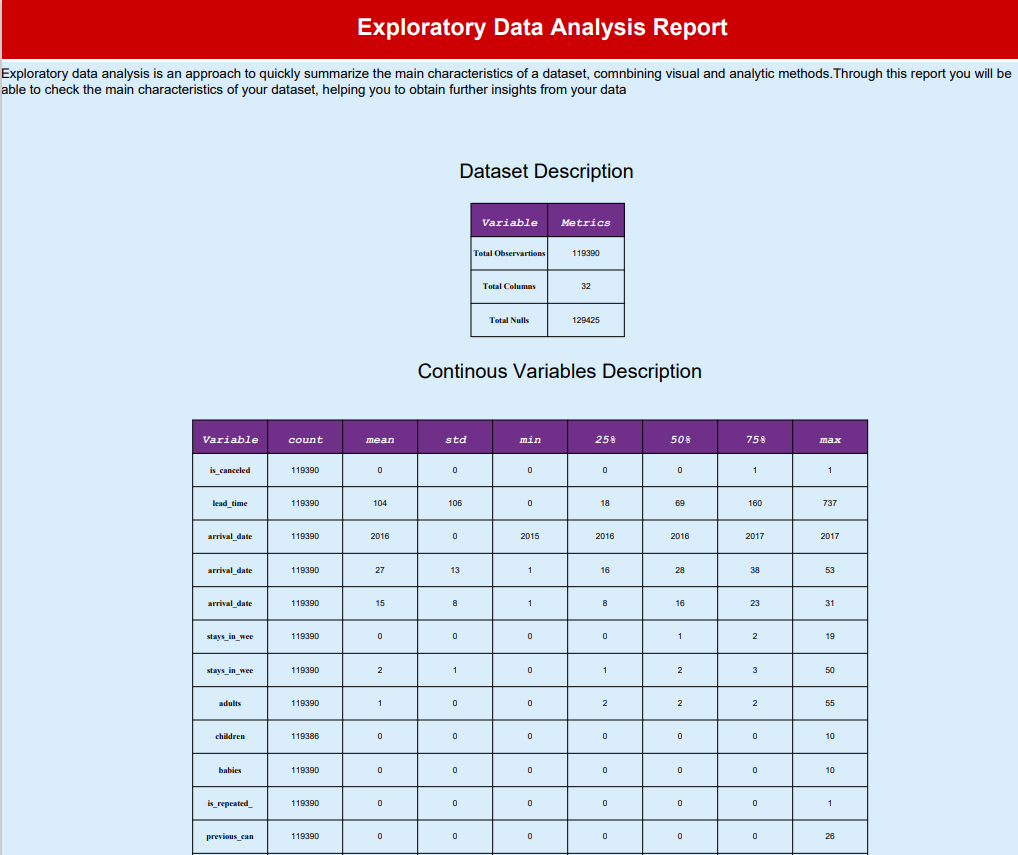 Exploratory Data Analysis Report
Exploratory data analysis is an approach to quickly summarize the main characteristics of a dataset, comnbining visual and analytic methods.Through this report you will be
able to check the main characteristics of your dataset, helping you to obtain further insights from your data
Dataset Description
Variable Metrics
Total Observartions 119390
Total Columns 32
Total Nulls 129425
Continous Variables Description
Variable count mean std min 25% 50% 75% max
is_canceled 119390 0 0 0 0 0 1 1
lead_time 119390 104 106 0 18 69 160 737
arrival_date 119390 2016 0 2015 2016 2016 2017 2017
arrival_date 119390 27 13 1 16 28 38 53
arrival_date 119390 15 8 1 8 16 23 31
stays_in_wee 119390 0 0 0 0 1 2 19
stays_in_wee 119390 2 1 0 1 2 3 50
adults 119390 1 0 0 2 2 2 55
children 119386 0 0 0 0 0 0 10
babies 119390 0 0 0 0 0 0 10
is_repeated_ 119390 0 0 0 0 0 0 1
previous_can 119390 0 0 0 0 0 0 26